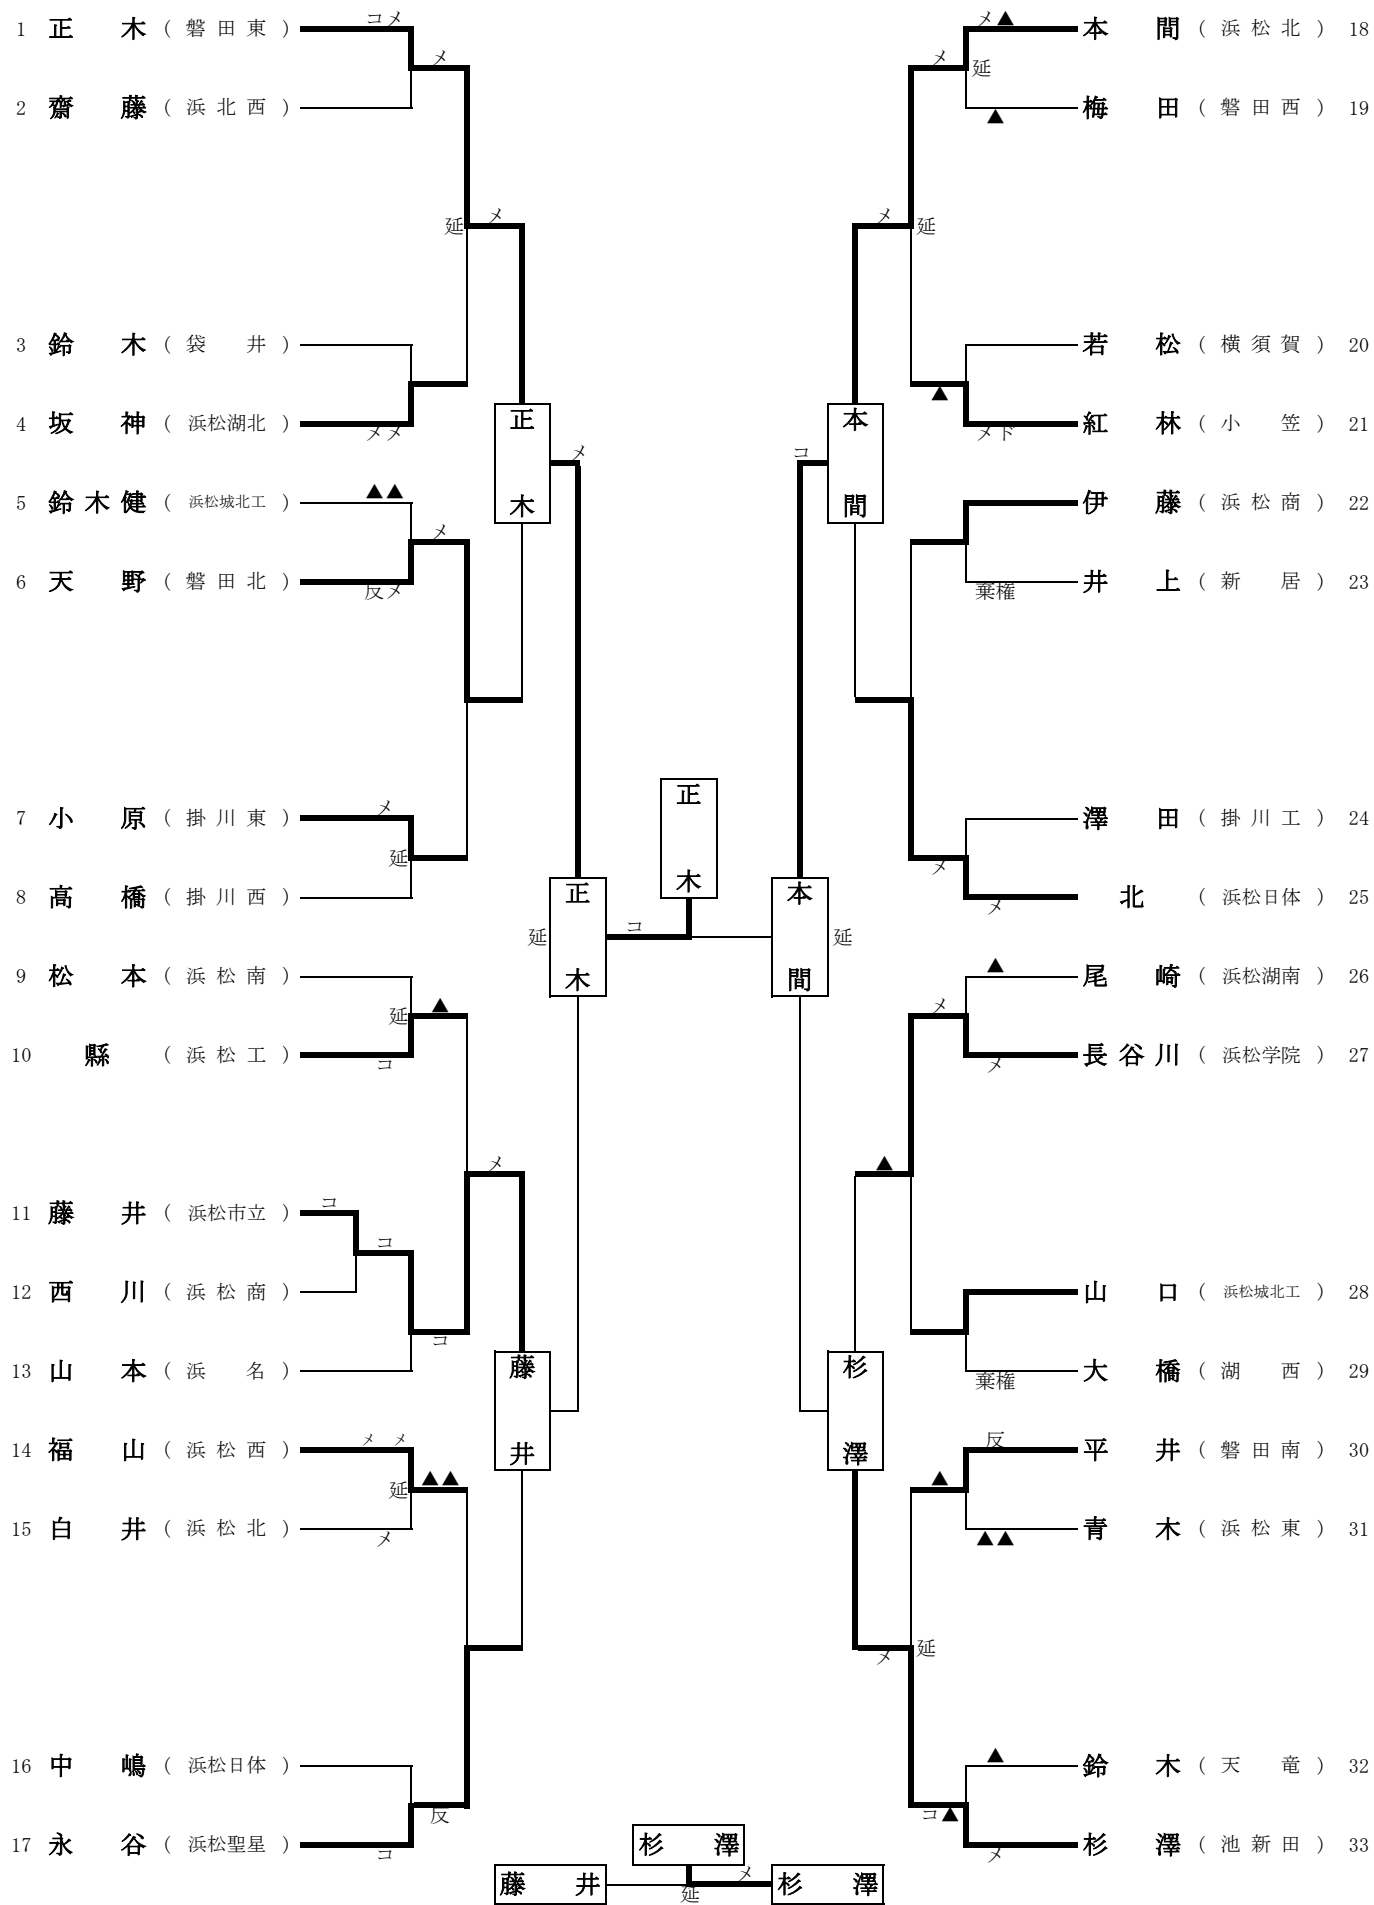 コメ
1 正木 (磐田東)
メ
2 齋藤 (浜北西)
延 メ
3 鈴木 (袋井)
4 坂神 (浜松湖北)
メメ
5 鈴木健 (浜松城北工)
▲▲
メ
6 天野 (磐田北)
反メ
7 小原 (掛川東)
メ
延
8 高橋 (掛川西)
9 松本 (浜松南)
延 ▲
10 縣 (浜松工)
コ
メ
11 藤井 (浜松市立)
コ
コ
12 西川 (浜松商)
コ
13 山本 (浜名)
14 福山 (浜松西)
メ メ
延 ▲▲
15 白井 (浜松北)
メ
16 中嶋 (浜松日体)
反
17 永谷 (浜松聖星)
コ
正木
メ
藤井
正木
延 コ
正木
本間
延
本間
コ
杉澤
メ▲
本間 (浜松北) 18
メ 延
梅田 (磐田西) 19
▲
メ 延
若松 (横須賀) 20
▲
紅林 (小笠) 21
メド
伊藤 (浜松商) 22
井上 (新居) 23
棄権
澤田 (掛川工) 24
メ
北 (浜松日体) 25
メ
▲
尾崎 (浜松湖南) 26
メ
長谷川 (浜松学院) 27
メ
▲
山口 (浜松城北工) 28
大橋 (湖西) 29
棄権
反
平井 (磐田南) 30
▲
青木 (浜松東) 31
▲▲
メ 延
▲
鈴木 (天竜) 32
コ▲
杉澤 (池新田) 33
メ
杉澤
藤井 延 メ 杉澤